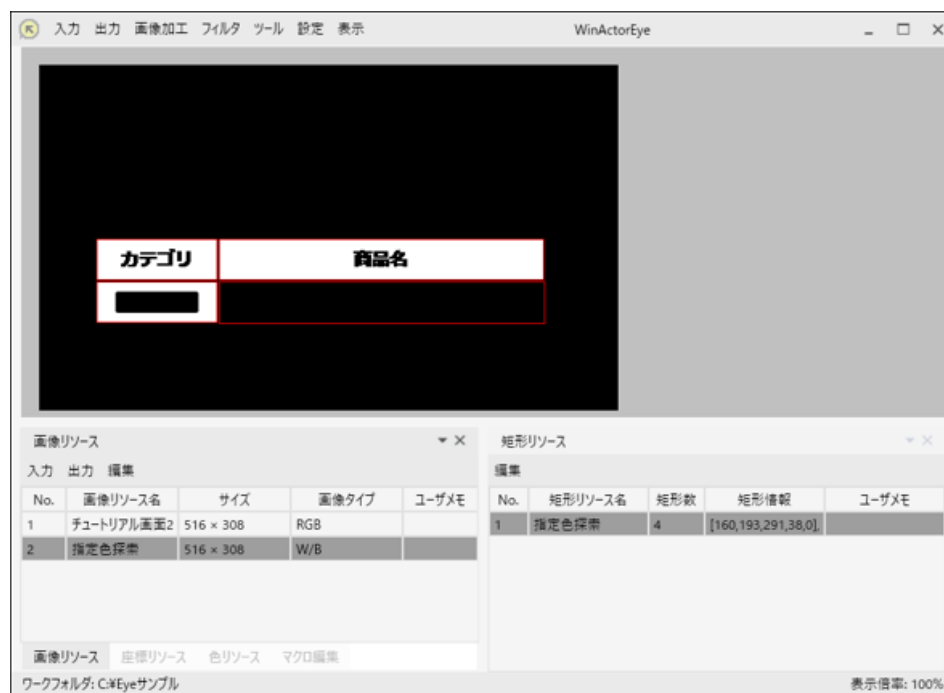 入力 出力 画像加工 フィルタ ツール 設定 表示 WinActorEye
カテゴリ 商品名
画像リソース
入力 出力 編集
No. 画像リソース名 サイズ 画像タイプ ユーザメモ
1 チュートリアル画面2 516 × 308 RGB
2 指定色探索 516 × 308 W/B
画像リソース 座標リソース 色リソース マクロ編集
矩形リソース
編集
No. 矩形リソース名 矩形数 矩形情報 ユーザメモ
1 指定色探索 4 [160,193,291,38,0],
ワークフォルダ: C:¥Eyeサンプル 表示倍率: 100%